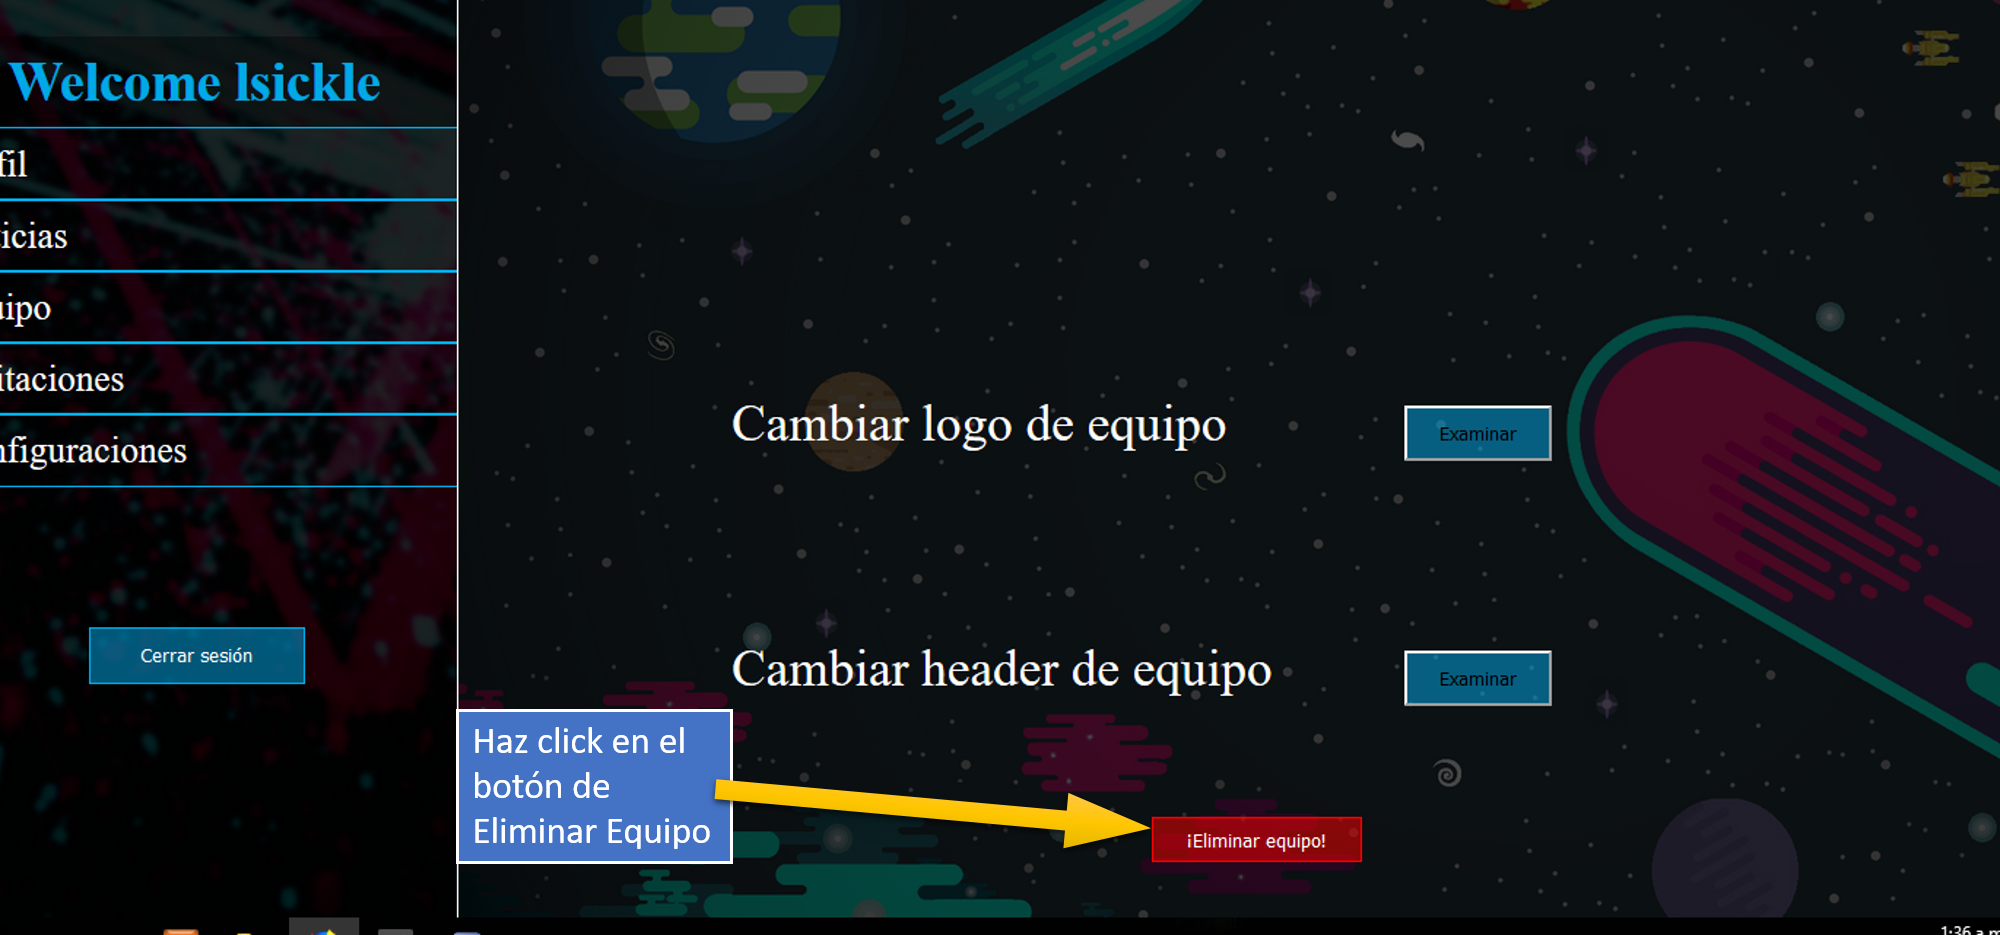 Welcome lsickle
fil
icias
ipo
itaciones
nfiguraciones
Cerrar sesión
Cambiar logo de equipo
Examinar
Cambiar header de equipo
Examinar
Haz click en el
botón de
Eliminar Equipo
¡Eliminar equipo!
1:36 a.m